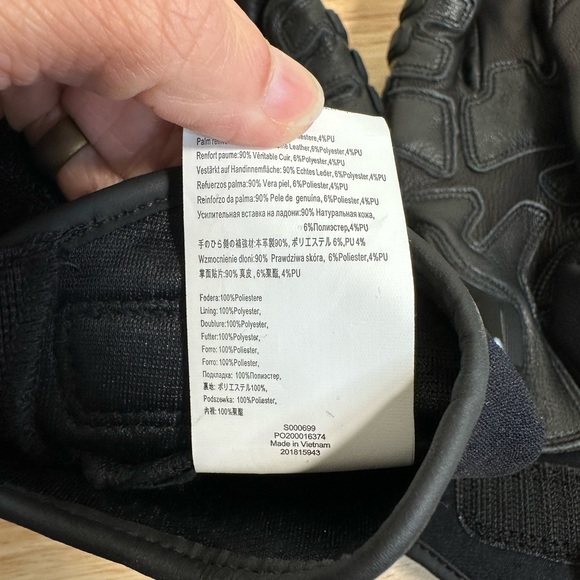 4%PU
Palm Leather,6%Polyester,4%PU
Renfort paume:90% Véritable Cuir, 6%Polyester,4%PU
Vestärkt auf Handinnenfläche: 90% Echtes Leder, 6%Polyester,4%PU
Refuerzos palma:90% Vera piel, 6%Poliester,4%PU
Reinforzo da palma: 90% Pele de genuina, 6%Poliester,4%PU
Усилительная вставка на ладони:90% Натуральная кожа,
6%Полиэстер,4%PU
手のひら側の補強材:本革製90%, ポリエステル 6%,PU 4%
Wzmocnienie dłoni:90% Prawdziwa skóra, 6%Poliester,4%PU
掌面貼片:90% 真皮, 6%聚酯,4%PU
Fodera:100%Poliestere
Lining: 100%Polyester,
Doublure:100%Polyester,
Futter:100%Polyester,
Forro: 100%Poliester,
Forro: 100%Poliester,
Подкладка: 100%Полиэстер,
裏地: ポリエステル100%,
Podszewka: 100%Poliester,
内裡:100%聚酯
S000699
PO200016374
Made in Vietnam
201815943